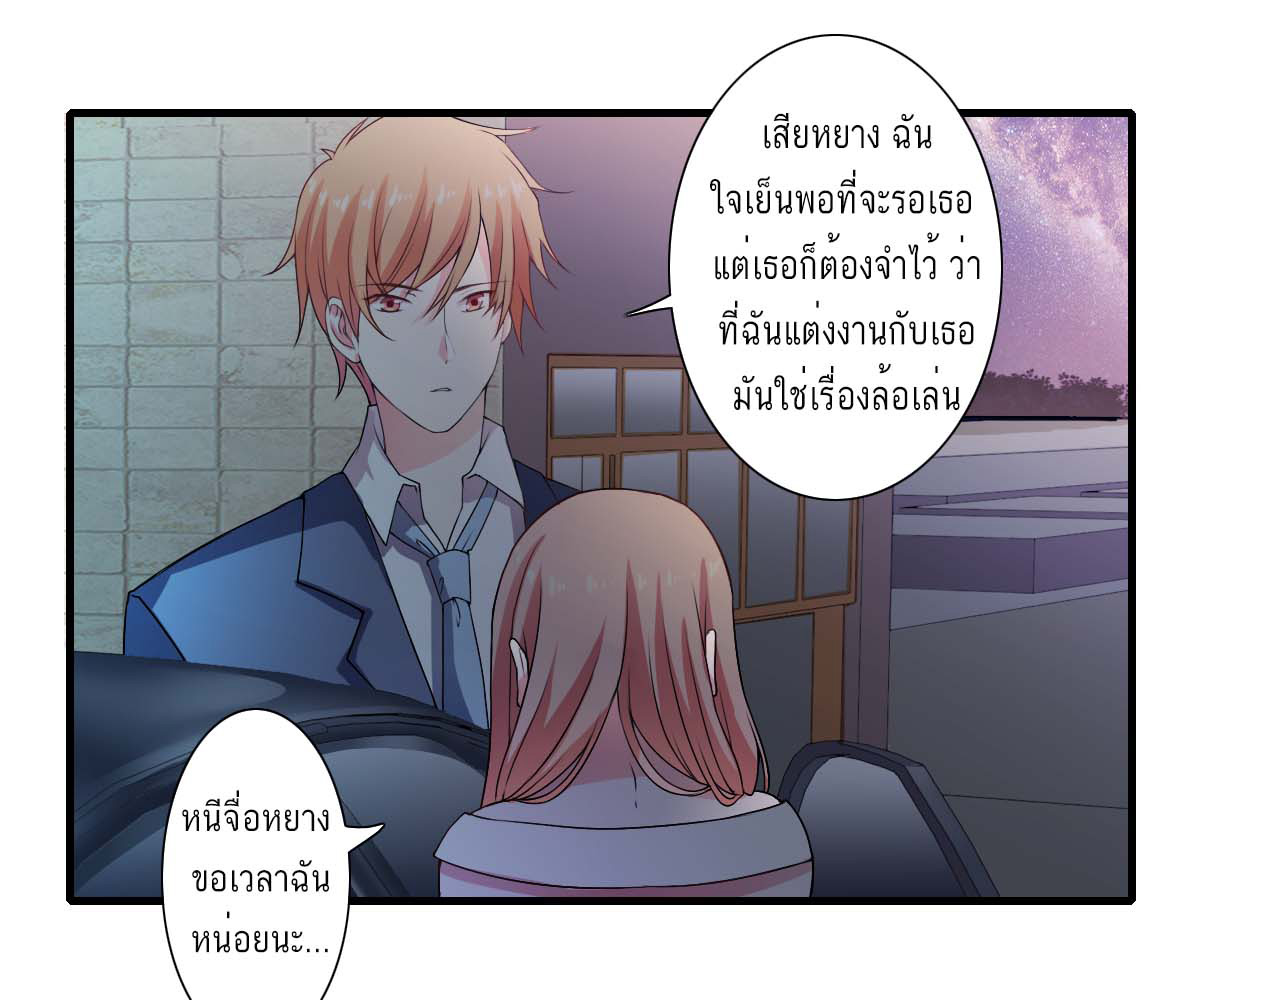 เสียหยาง ฉัน
ใจเย็นพอที่จะรอเธอ
แต่เธอก็ต้องจำไว้ ว่า
ที่ฉันแต่งงานกับเธอ
มันใช่เรื่องล้อเล่น
หนีจื่อหยาง
ขอเวลาฉัน
หน่อยนะ...